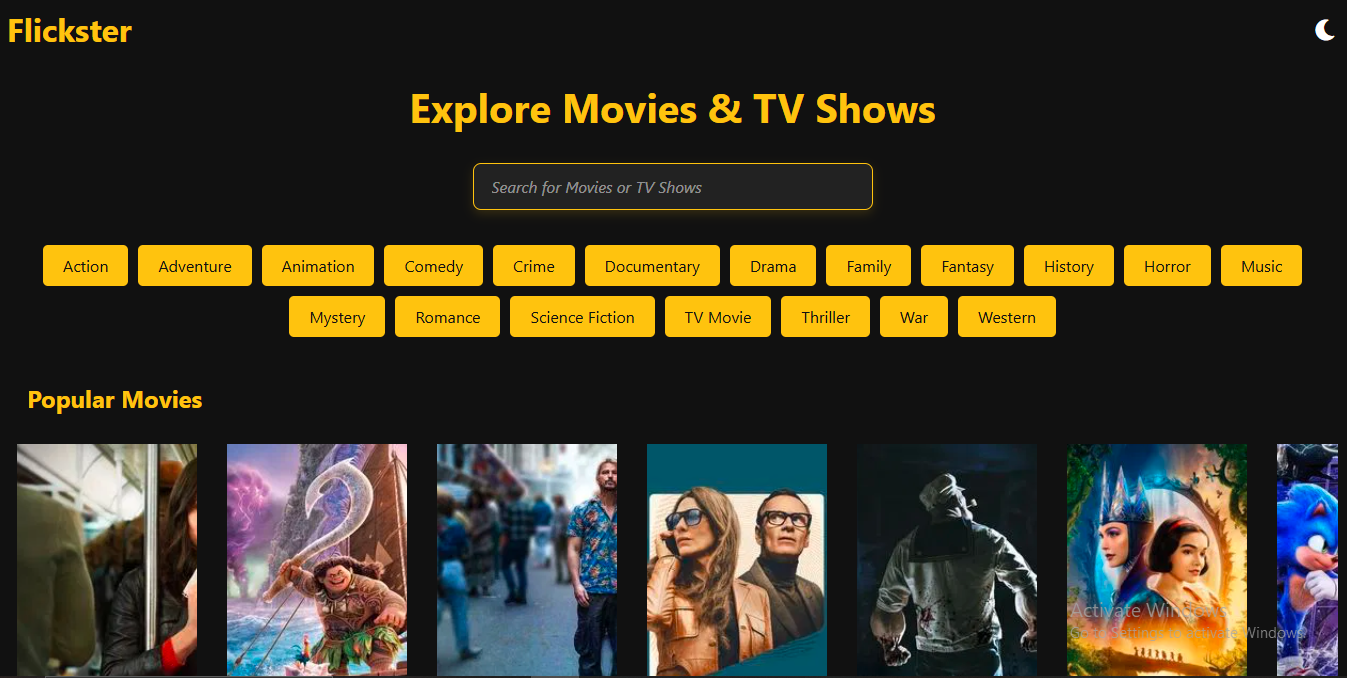 Flickster
Explore Movies & TV Shows
Search for Movies or TV Shows
Action Adventure Animation Comedy Crime Documentary Drama Family Fantasy History Horror Music
Mystery Romance Science Fiction TV Movie Thriller War Western
Popular Movies
Activate Windows
Go to Settings to activate Windows.